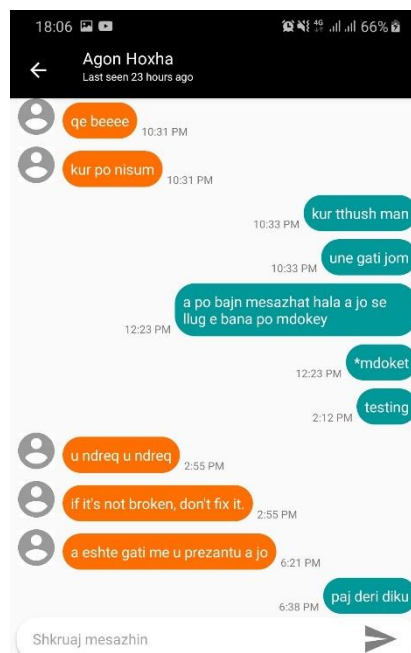 18:06 4G 66%
Agon Hoxha
Last seen 23 hours ago
qe beeee 10:31 PM
kur po nisum 10:31 PM
kur tthush man 10:33 PM
une gati jom 10:33 PM
a po bajn mesazhat hala a jo se
llug e bana po mdokey 12:23 PM
*mdoket 12:23 PM
testing 2:12 PM
u ndreq u ndreq 2:55 PM
if it's not broken, don't fix it. 2:55 PM
a eshte gati me u prezantu a jo 6:21 PM
paj deri diku 6:38 PM
Shkruaj mesazhin